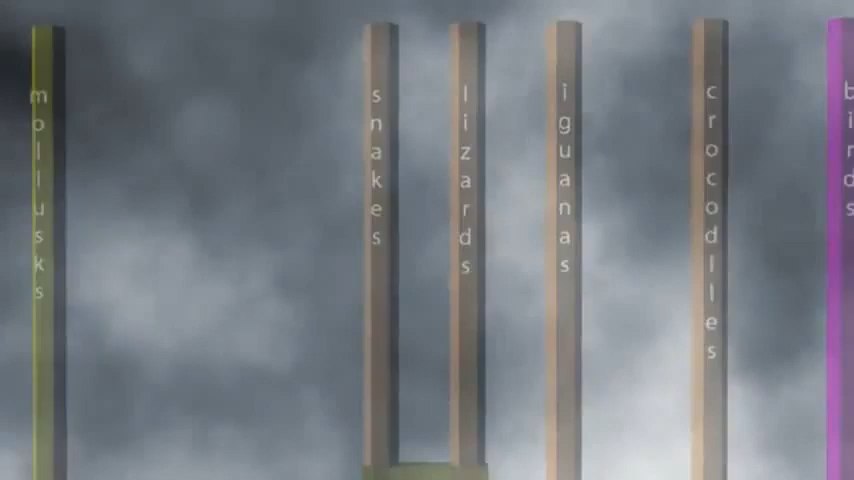 mollusks
snakes
lizards
iguanas
crocodiles
birds